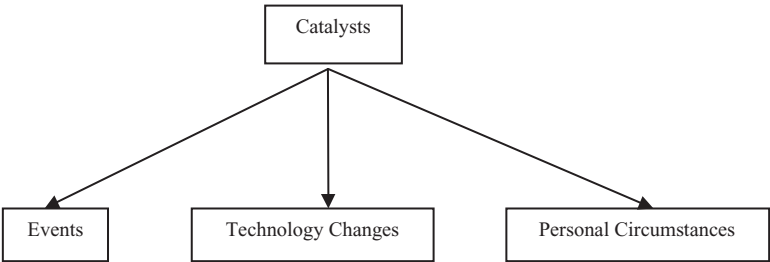 Catalysts
Events
Technology Changes
Personal Circumstances